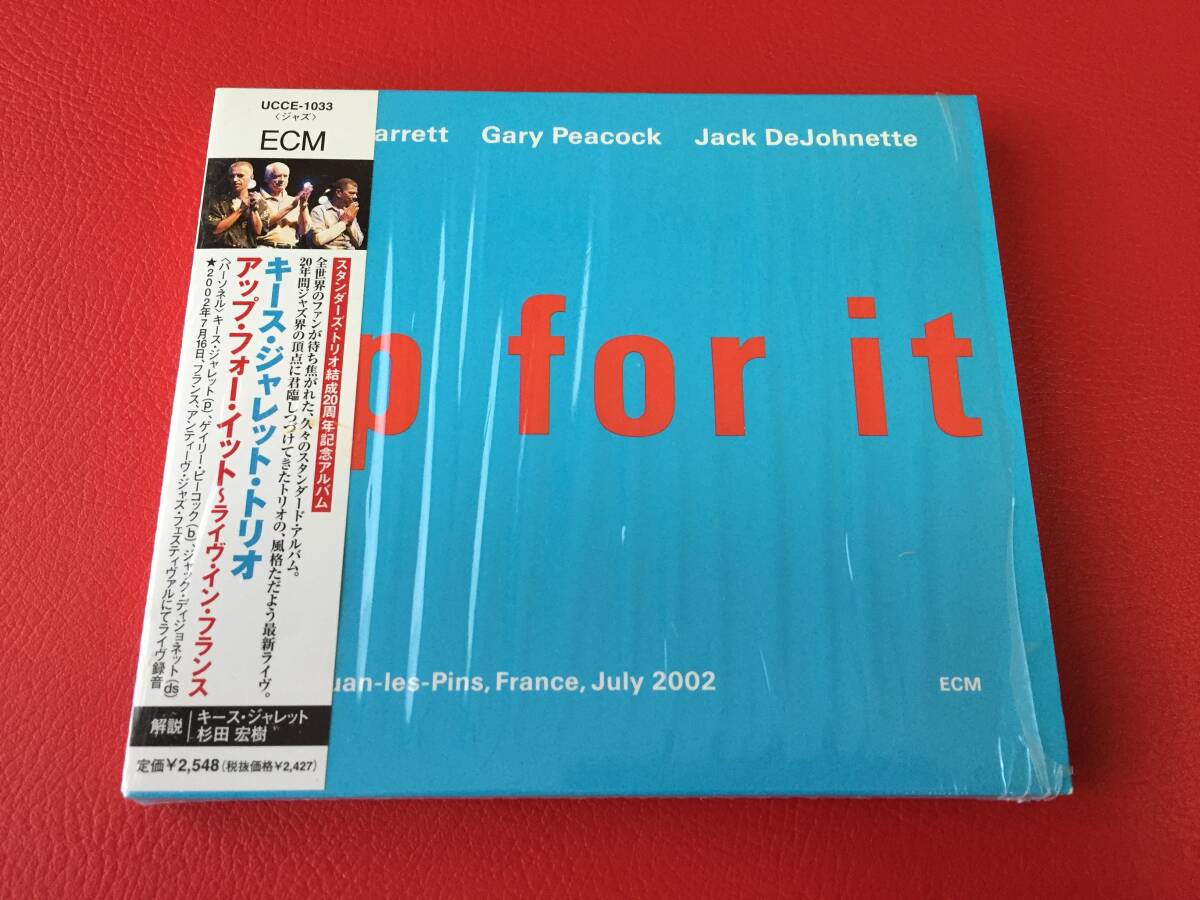 UCCE-1033
〈ジャズ〉
ECM
スタンダーズ・トリオ結成20周年記念アルバム
全世界のファンが待ち焦がれた、久々のスタンダード・アルバム。
20年間ジャズ界の頂点に君臨しつづけてきたトリオの、風格ただよう最新ライヴ。
キース・ジャレット・トリオ
アップ・フォー・イット~ライヴ・イン・フランス
〈パーソネル〉キース・ジャレット(p)、ゲイリー・ピーコック(b)、ジャック・ディジョネット(ds)
★2002年7月16日、フランス、アンティーヴ・ジャズ・フェスティヴァルにてライヴ録音
解説
キース・ジャレット
杉田 宏樹
定価¥2,548(税抜価格¥2,427)
arrett Gary Peacock Jack DeJohnette
p for it
uan-les-Pins, France, July 2002
ECM